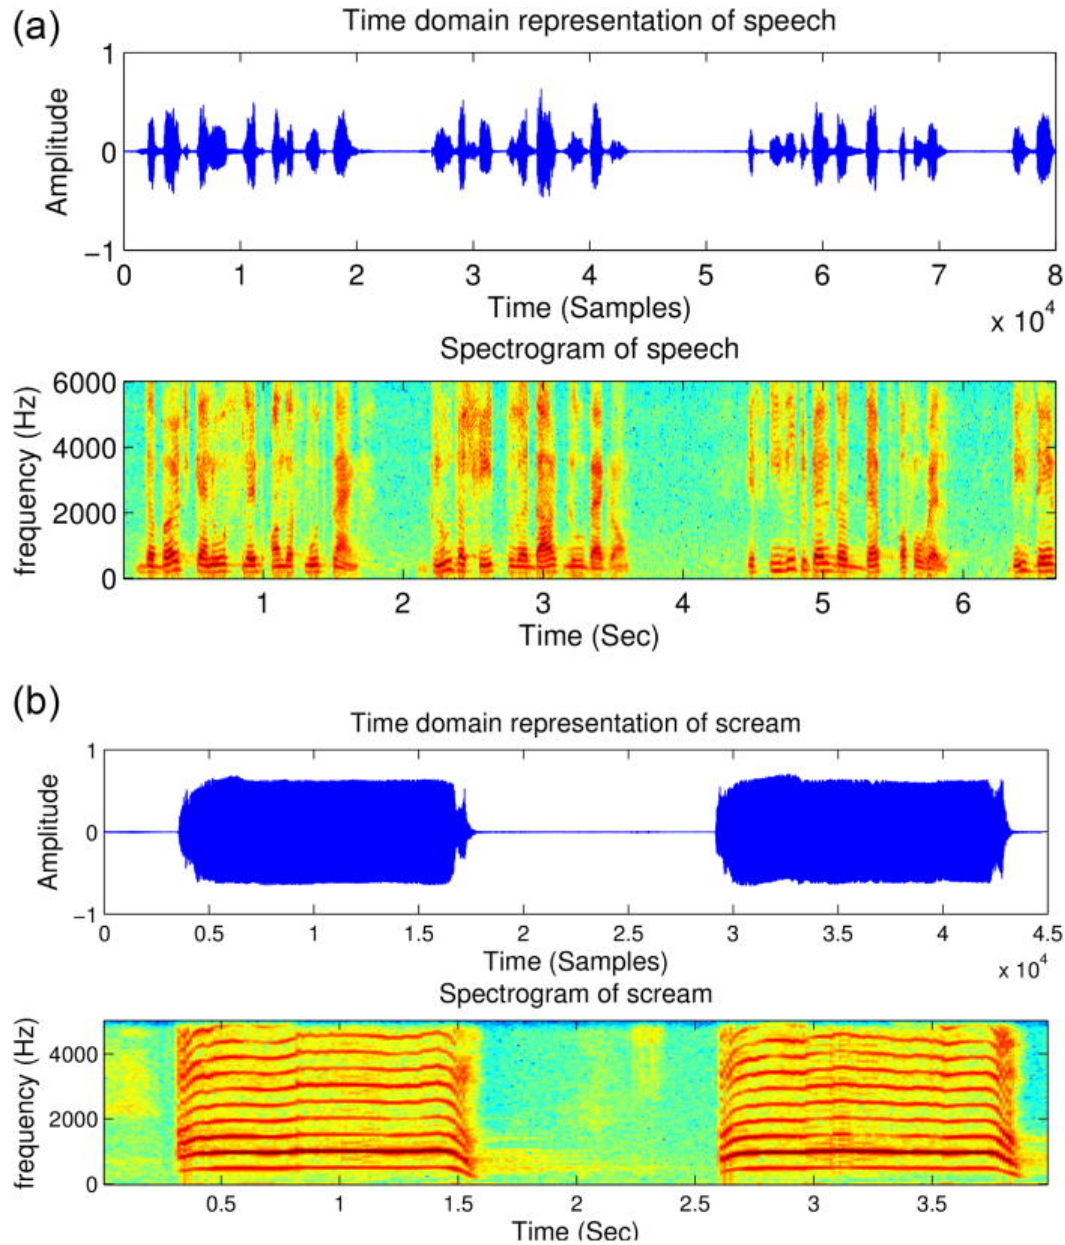 (a)
Time domain representation of speech
Amplitude
1
0
−1
0 1 2 3 4 5 6 7 8
Time (Samples)
x 10^4
Spectrogram of speech
frequency (Hz)
6000
4000
2000
0
1 2 3 4 5 6
Time (Sec)
(b)
Time domain representation of scream
Amplitude
1
0
−1
0 0.5 1 1.5 2 2.5 3 3.5 4 4.5
Time (Samples)
x 10^4
Spectrogram of scream
frequency (Hz)
4000
2000
0
0.5 1 1.5 2 2.5 3 3.5
Time (Sec)